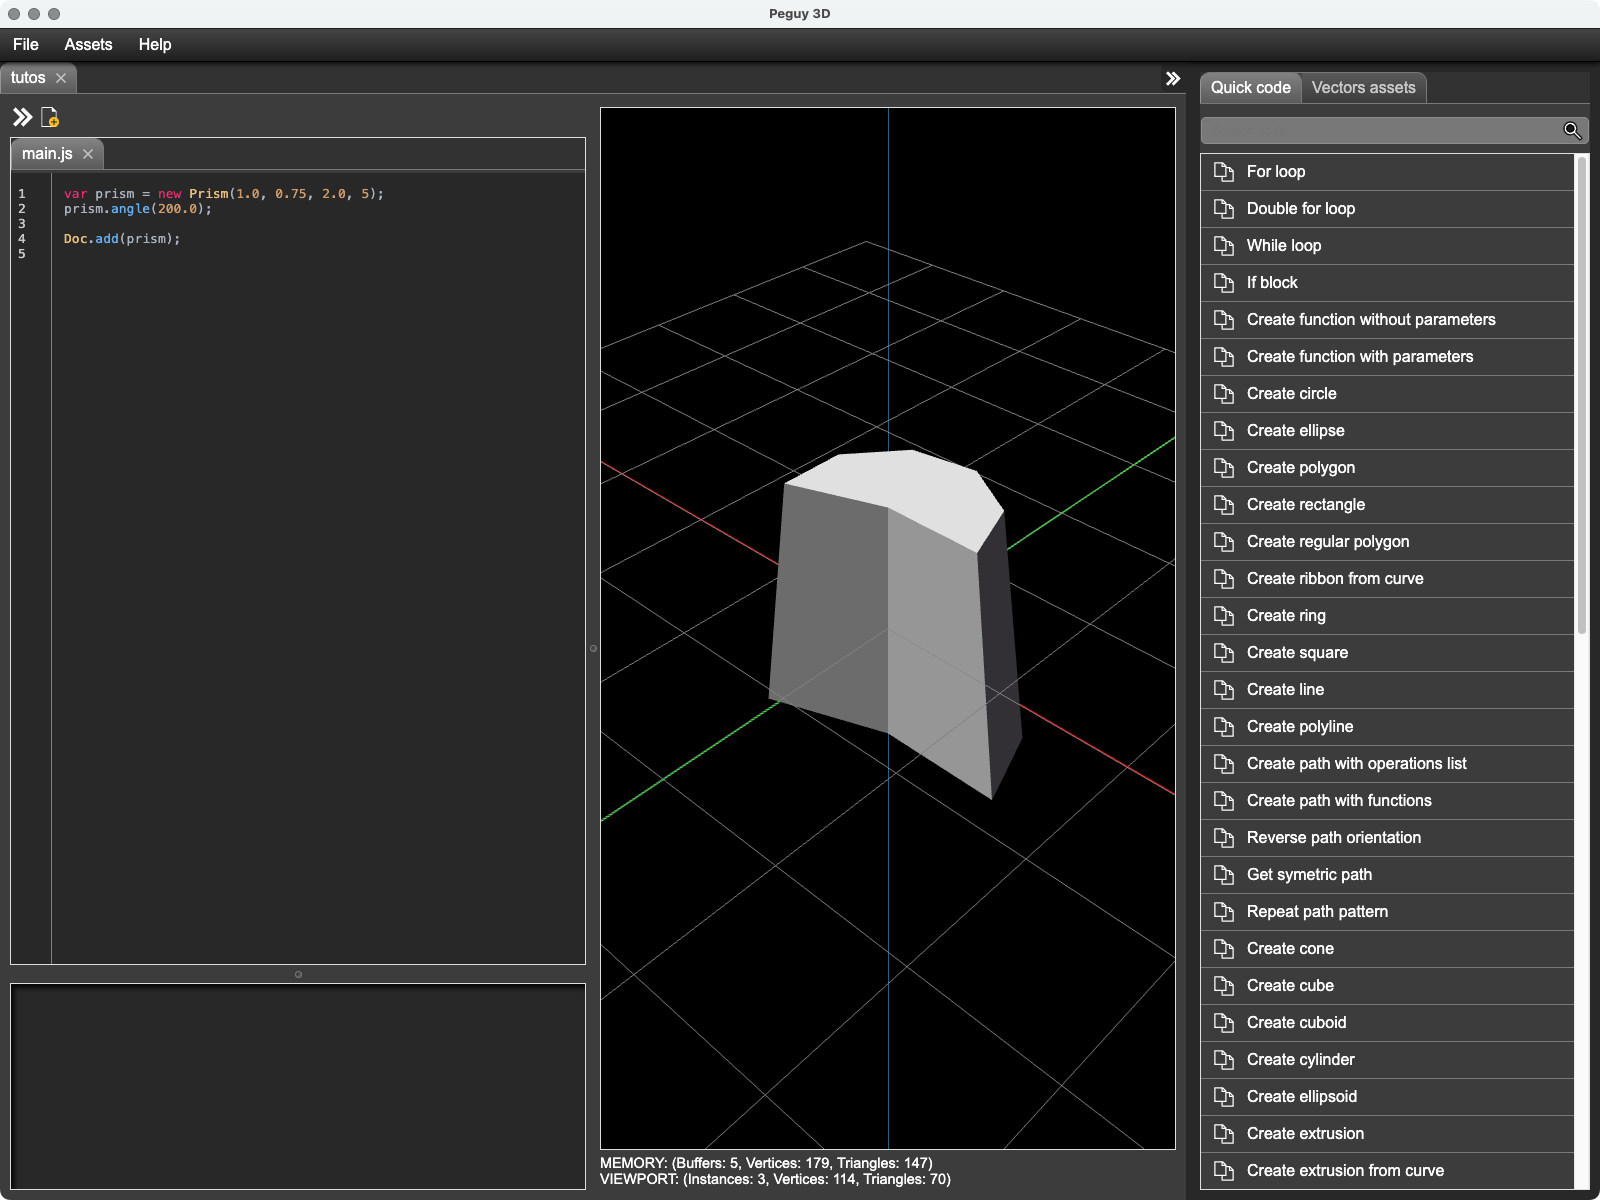 Peguy 3D
File Assets Help
tutos
main.js
1 var prism = new Prism(1.0, 0.75, 2.0, 5);
2 prism.angle(200.0);
3
4 Doc.add(prism);
5
MEMORY: (Buffers: 5, Vertices: 179, Triangles: 147)
VIEWPORT: (Instances: 3, Vertices: 114, Triangles: 70)
Quick code Vectors assets
For loop
Double for loop
While loop
If block
Create function without parameters
Create function with parameters
Create circle
Create ellipse
Create polygon
Create rectangle
Create regular polygon
Create ribbon from curve
Create ring
Create square
Create line
Create polyline
Create path with operations list
Create path with functions
Reverse path orientation
Get symetric path
Repeat path pattern
Create cone
Create cube
Create cuboid
Create cylinder
Create ellipsoid
Create extrusion
Create extrusion from curve